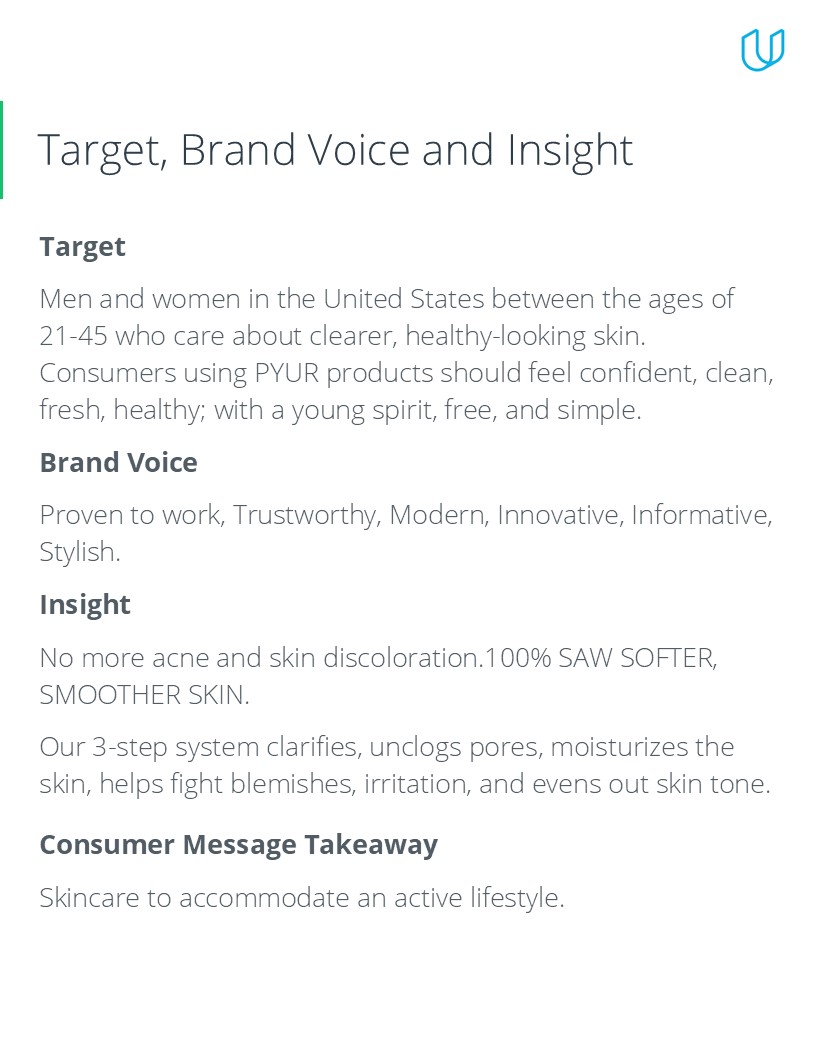 Target, Brand Voice and Insight
Target
Men and women in the United States between the ages of
21-45 who care about clearer, healthy-looking skin.
Consumers using PYUR products should feel confident, clean,
fresh, healthy; with a young spirit, free, and simple.
Brand Voice
Proven to work, Trustworthy, Modern, Innovative, Informative,
Stylish.
Insight
No more acne and skin discoloration.100% SAW SOFTER,
SMOOTHER SKIN.
Our 3-step system clarifies, unclogs pores, moisturizes the
skin, helps fight blemishes, irritation, and evens out skin tone.
Consumer Message Takeaway
Skincare to accommodate an active lifestyle.